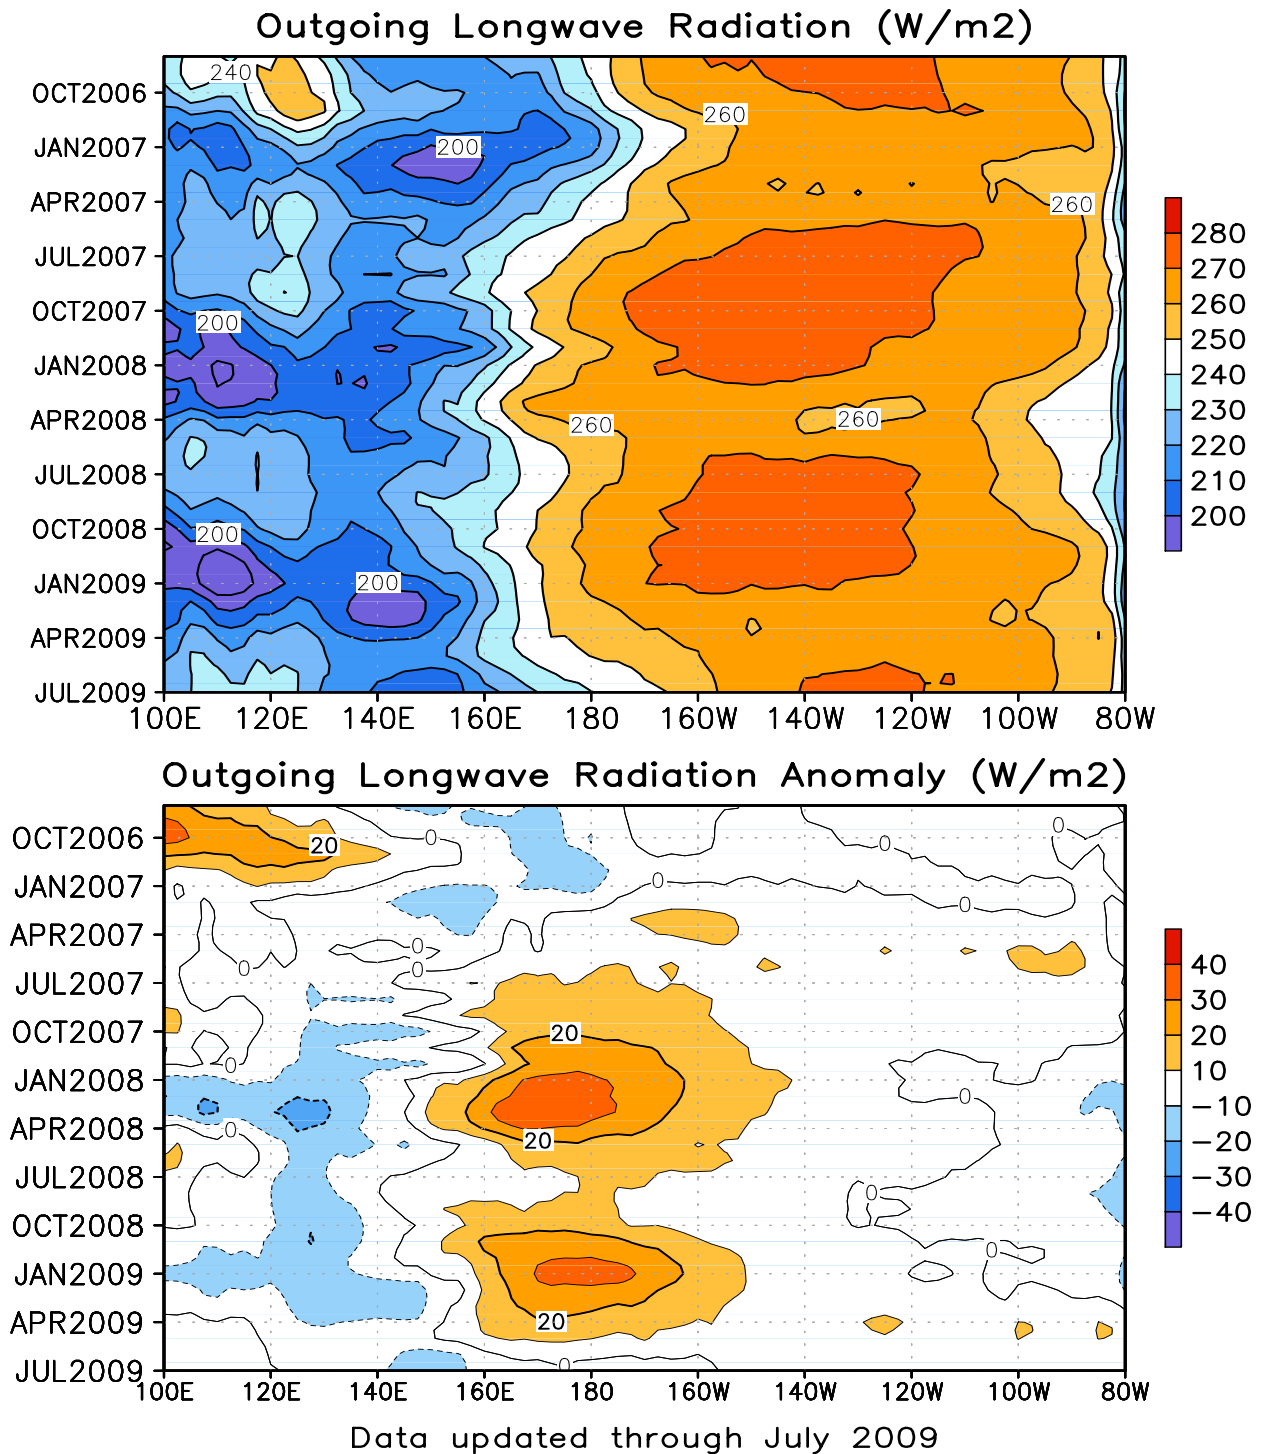 Outgoing Longwave Radiation (W/m2)
240
OCT2006
260
JAN2007
200
APR2007
260
JUL2007
280
270
OCT2007
260
200
250
JAN2008
240
230
APR2008
260
260
220
JUL2008
210
200
OCT2008
200
JAN2009
200
APR2009
JUL2009
100E 120E 140E 160E 180 160W 140W 120W 100W 80W
Outgoing Longwave Radiation Anomaly (W/m2)
0
OCT2006
20
0
0
JAN2007
0
0
APR2007
0
40
0
0
JUL2007
30
OCT2007
20
20
0
10
JAN2008
0
-10
APR2008
0
20
-20
JUL2008
-30
0
OCT2008
-40
0
JAN2009
APR2009
20
JUL2009
0
100E 120E 140E 160E 180 160W 140W 120W 100W 80W
Data updated through July 2009